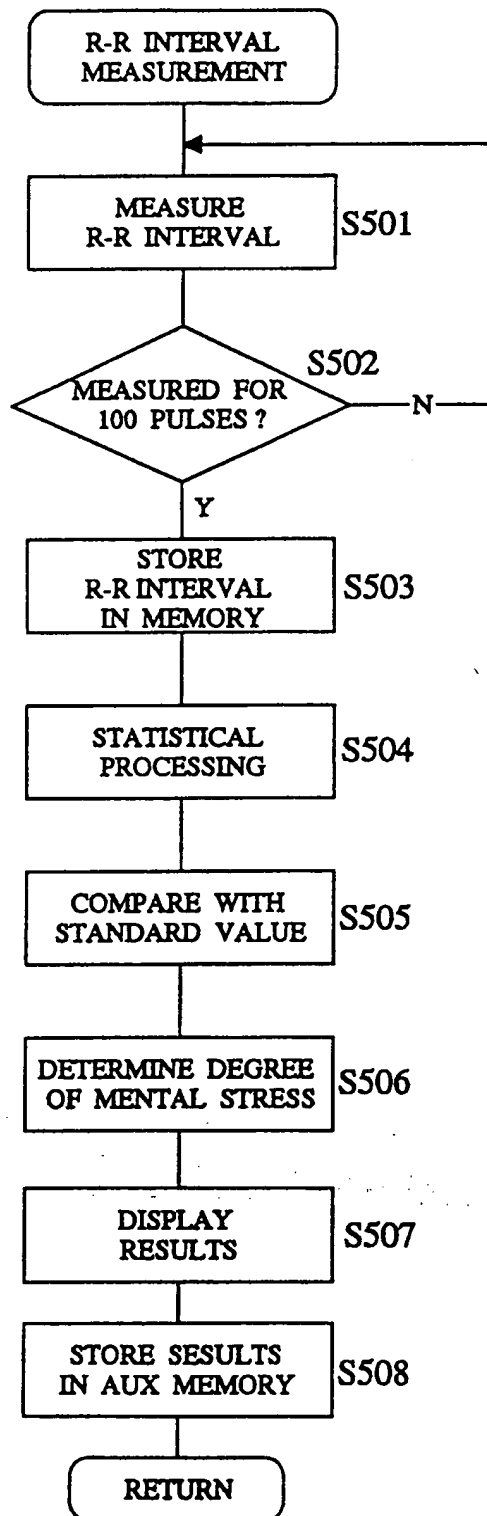 R-R INTERVAL
MEASUREMENT
MEASURE
R-R INTERVAL
S501
S502
MEASURED FOR
100 PULSES ?
N
Y
STORE
R-R INTERVAL
IN MEMORY
S503
STATISTICAL
PROCESSING
S504
COMPARE WITH
STANDARD VALUE
S505
DETERMINE DEGREE
OF MENTAL STRESS
S506
DISPLAY
RESULTS
S507
STORE SESULTS
IN AUX MEMORY
S508
RETURN